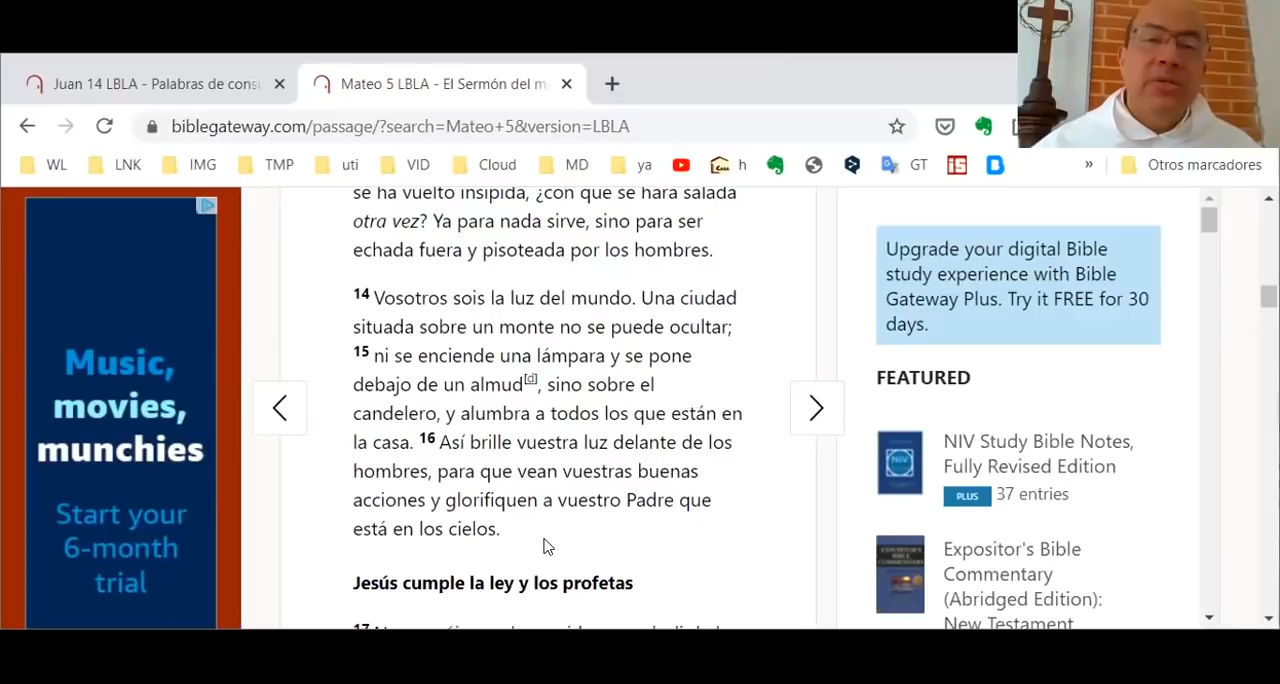 Juan 14 LBLA - Palabras de cons
Mateo 5 LBLA - El Sermón del m
biblegateway.com/passage/?search=Mateo+5&version=LBLA
WL LNK IMG TMP uti VID Cloud MD ya h GT Otros marcadores
se ha vuelto insípida, ¿con qué se hará salada
otra vez? Ya para nada sirve, sino para ser
echada fuera y pisoteada por los hombres.
14 Vosotros sois la luz del mundo. Una ciudad
situada sobre un monte no se puede ocultar;
15 ni se enciende una lámpara y se pone
debajo de un almud[d], sino sobre el
candelero, y alumbra a todos los que están en
la casa. 16 Así brille vuestra luz delante de los
hombres, para que vean vuestras buenas
acciones y glorifiquen a vuestro Padre que
está en los cielos.
Jesús cumple la ley y los profetas
Music,
movies,
munchies
Start your
6-month
trial
Upgrade your digital Bible
study experience with Bible
Gateway Plus. Try it FREE for 30
days.
FEATURED
NIV
NIV Study Bible Notes,
Fully Revised Edition
PLUS 37 entries
Expositor's Bible
Commentary
(Abridged Edition):
New Testament